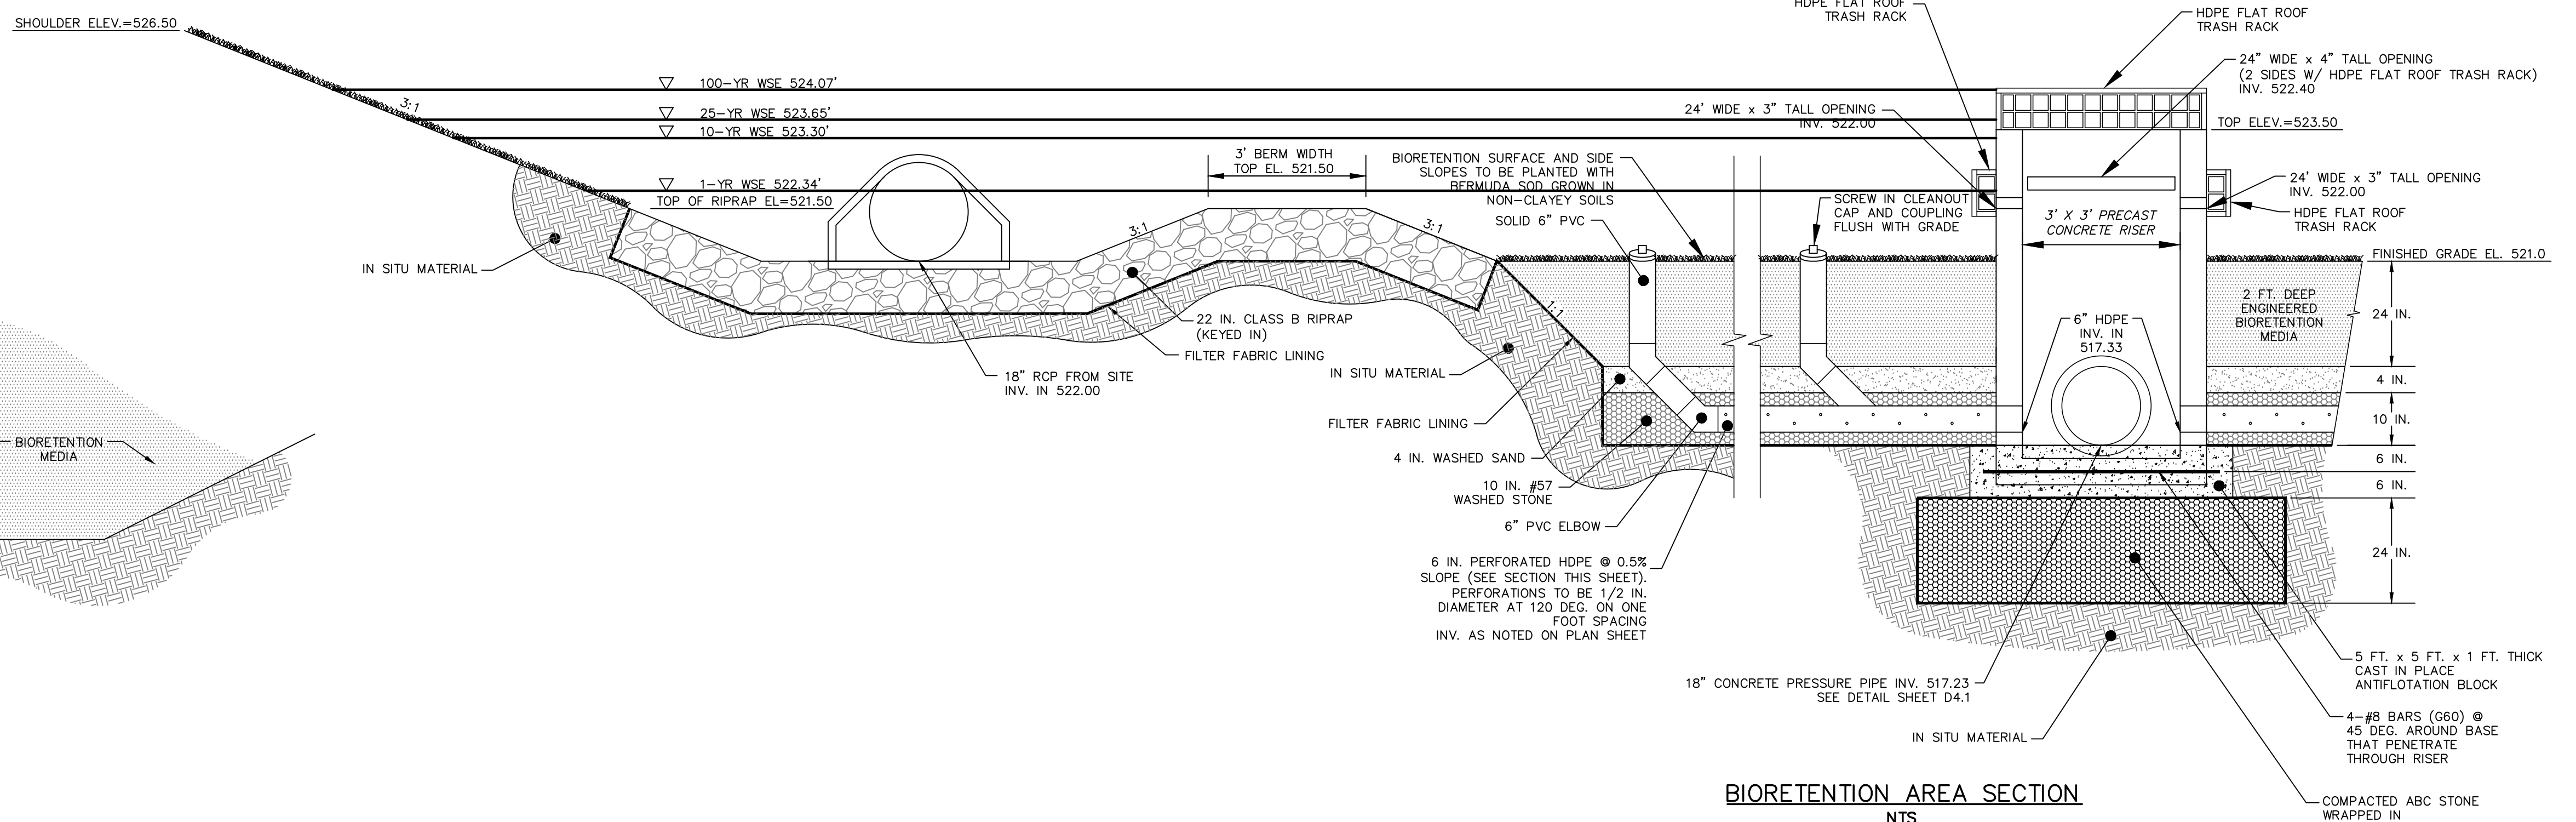 SHOULDER ELEV.=526.50
3:1
100-YR WSE 524.07'
25-YR WSE 523.65'
10-YR WSE 523.30'
1-YR WSE 522.34'
TOP OF RIPRAP EL=521.50
IN SITU MATERIAL
BIORETENTION
MEDIA
18" RCP FROM SITE
INV. IN 522.00
3:1
3' BERM WIDTH
TOP EL. 521.50
3:1
22 IN. CLASS B RIPRAP
(KEYED IN)
FILTER FABRIC LINING
BIORETENTION SURFACE AND SIDE
SLOPES TO BE PLANTED WITH
BERMUDA SOD GROWN IN
NON-CLAYEY SOILS
SOLID 6" PVC
1:1
IN SITU MATERIAL
FILTER FABRIC LINING
4 IN. WASHED SAND
10 IN. #57
WASHED STONE
6" PVC ELBOW
6 IN. PERFORATED HDPE @ 0.5%
SLOPE (SEE SECTION THIS SHEET).
PERFORATIONS TO BE 1/2 IN.
DIAMETER AT 120 DEG. ON ONE
FOOT SPACING
INV. AS NOTED ON PLAN SHEET
HDPE FLAT ROOF
TRASH RACK
24' WIDE x 3" TALL OPENING
INV. 522.00
SCREW IN CLEANOUT
CAP AND COUPLING
FLUSH WITH GRADE
HDPE FLAT ROOF
TRASH RACK
24" WIDE x 4" TALL OPENING
(2 SIDES W/ HDPE FLAT ROOF TRASH RACK)
INV. 522.40
TOP ELEV.=523.50
24' WIDE x 3" TALL OPENING
INV. 522.00
HDPE FLAT ROOF
TRASH RACK
3' X 3' PRECAST
CONCRETE RISER
FINISHED GRADE EL. 521.0
2 FT. DEEP
ENGINEERED
BIORETENTION
MEDIA
6" HDPE
INV. IN
517.33
24 IN.
4 IN.
10 IN.
6 IN.
6 IN.
24 IN.
18" CONCRETE PRESSURE PIPE INV. 517.23
SEE DETAIL SHEET D4.1
IN SITU MATERIAL
5 FT. x 5 FT. x 1 FT. THICK
CAST IN PLACE
ANTIFLOTATION BLOCK
4-#8 BARS (G60) @
45 DEG. AROUND BASE
THAT PENETRATE
THROUGH RISER
COMPACTED ABC STONE
WRAPPED IN
BIORETENTION AREA SECTION
NTS